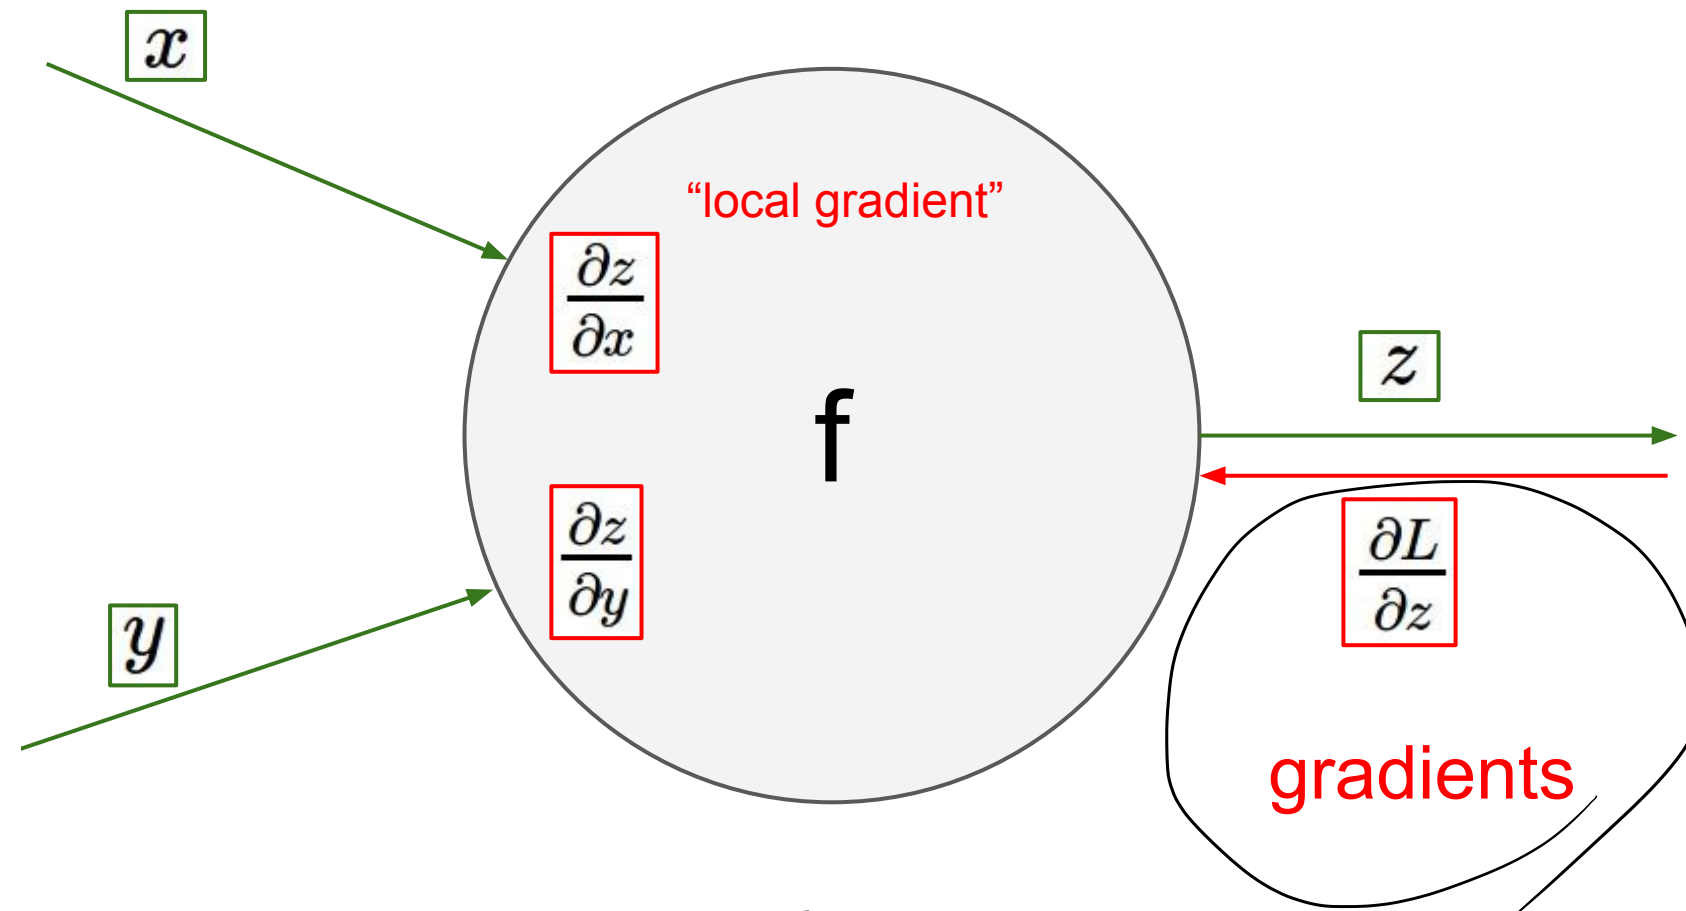 x
“local gradient”
∂z
∂x
f
z
∂z
∂y
∂L
∂z
y
gradients